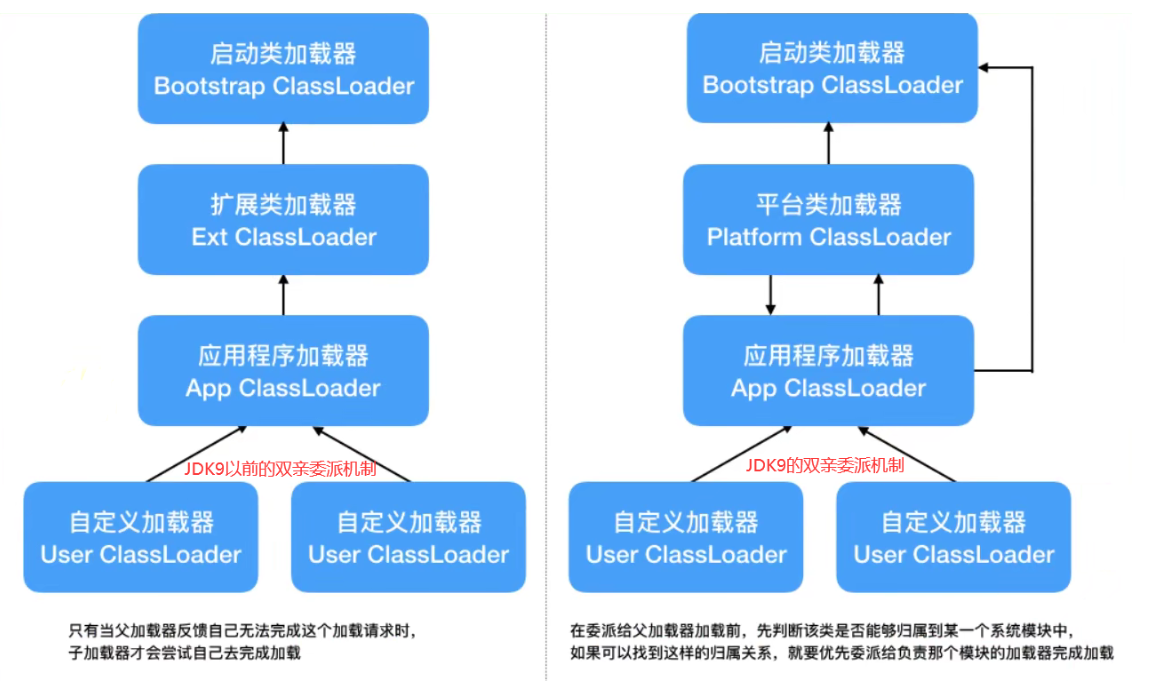 启动类加载器
Bootstrap ClassLoader
扩展类加载器
Ext ClassLoader
应用程序加载器
App ClassLoader
JDK9以前的双亲委派机制
自定义加载器
User ClassLoader
自定义加载器
User ClassLoader
只有当父加载器反馈自己无法完成这个加载请求时，
子加载器才会尝试自己去完成加载
启动类加载器
Bootstrap ClassLoader
平台类加载器
Platform ClassLoader
应用程序加载器
App ClassLoader
JDK9的双亲委派机制
自定义加载器
User ClassLoader
自定义加载器
User ClassLoader
在委派给父加载器加载前，先判断该类是否能够归属到某一个系统模块中，
如果可以找到这样的归属关系，就要优先委派给负责那个模块的加载器完成加载